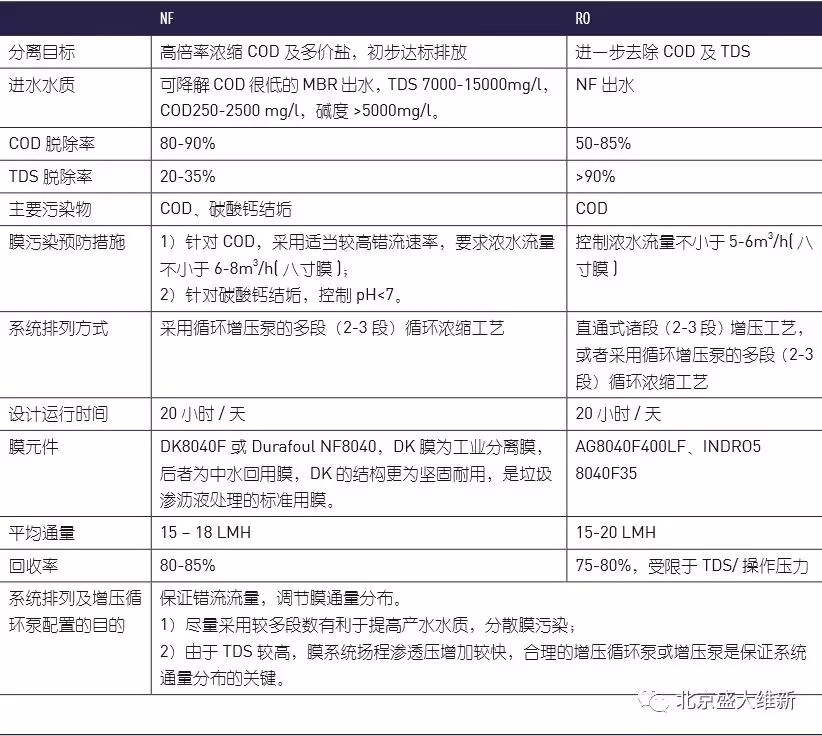 NF RO
分离目标 高倍率浓缩 COD 及多价盐，初步达标排放 进一步去除 COD 及 TDS
进水水质 可降解 COD 很低的 MBR 出水，TDS 7000-15000mg/l， NF 出水
COD250-2500 mg/l，碱度 >5000mg/l。
COD 脱除率 80-90% 50-85%
TDS 脱除率 20-35% >90%
主要污染物 COD、碳酸钙结垢 COD
膜污染预防措施 1）针对 COD，采用适当较高错流速率，要求浓水流量 控制浓水流量不小于 5-6m³/h( 八
不小于 6-8m³/h( 八寸膜 )； 寸膜 )
2）针对碳酸钙结垢，控制 pH<7。
系统排列方式 采用循环增压泵的多段（2-3 段）循环浓缩工艺 直通式诸段（2-3 段）增压工艺，
或者采用循环增压泵的多段（2-3
段）循环浓缩工艺
设计运行时间 20 小时 / 天 20 小时 / 天
膜元件 DK8040F 或 Durafoul NF8040，DK 膜为工业分离膜， AG8040F400LF、INDRO5
后者为中水回用膜，DK 的结构更为坚固耐用，是垃圾 8040F35
渗沥液处理的标准用膜。
平均通量 15 – 18 LMH 15-20 LMH
回收率 80-85% 75-80%，受限于 TDS/ 操作压力
系统排列及增压循 保证错流流量，调节膜通量分布。
环泵配置的目的 1）尽量采用较多段数有利于提高产水水质，分散膜污染；
2）由于 TDS 较高，膜系统扬程渗透压增加较快，合理的增压循环泵或增压泵是保证系统
通量分布的关键。
北京盛大维新